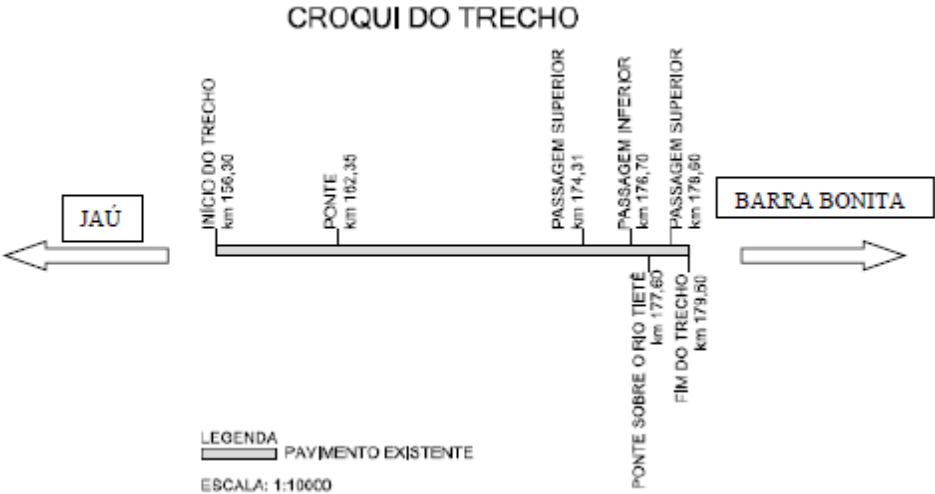 CROQUI DO TRECHO
INÍCIO DO TRECHO
km 156,30
PONTE
km 162,35
PASSAGEM SUPERIOR
km 174,31
PASSAGEM INFERIOR
km 176,70
PASSAGEM SUPERIOR
km 178,60
JAÚ
BARRA BONITA
PONTE SOBRE O RIO TIETÊ
km 177,60
FIM DO TRECHO
km 179,60
LEGENDA
PAVIMENTO EXISTENTE
ESCALA: 1:10000